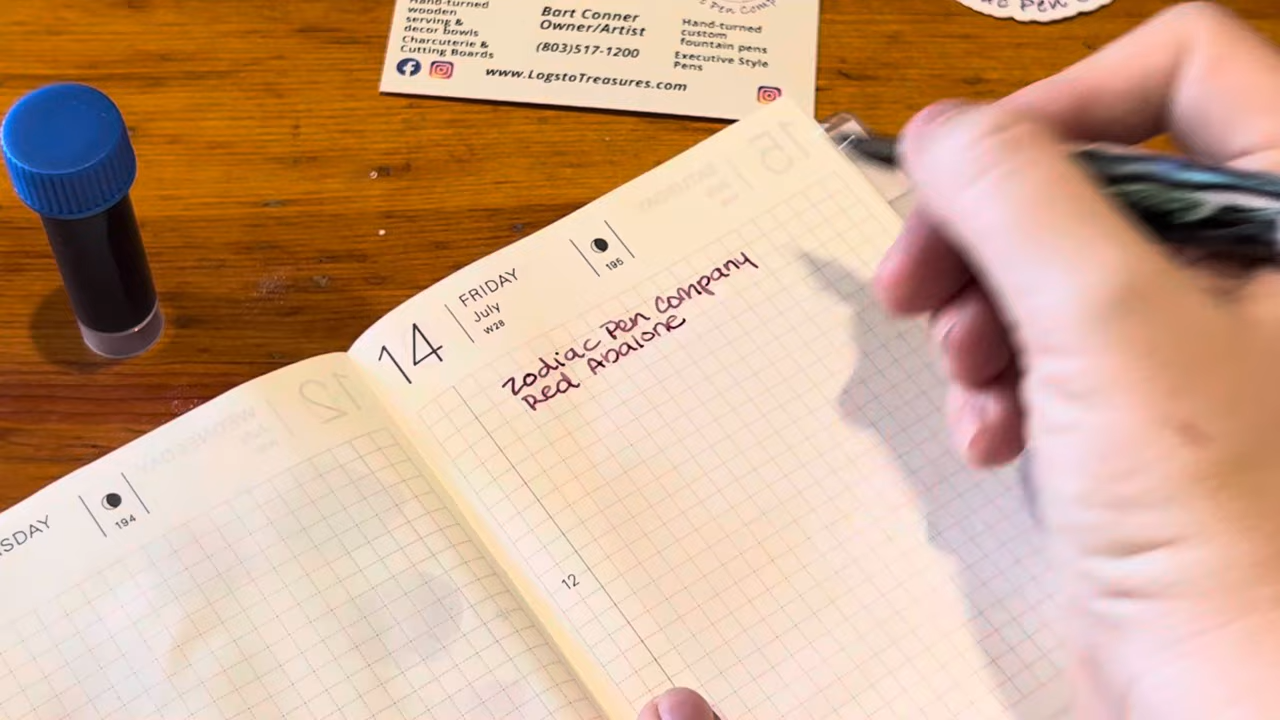 Hand-turned
wooden
serving &
decor bowls
Charcuterie &
Cutting Boards
Bart Conner
Owner/Artist
(803)517-1200
Hand-turned
custom
fountain pens
Executive Style
Pens
www.LogstoTreasures.com
15
14
FRIDAY
July
W28
195
Zodiac Pen Company
Red Abalone
12
12
SDAY
194